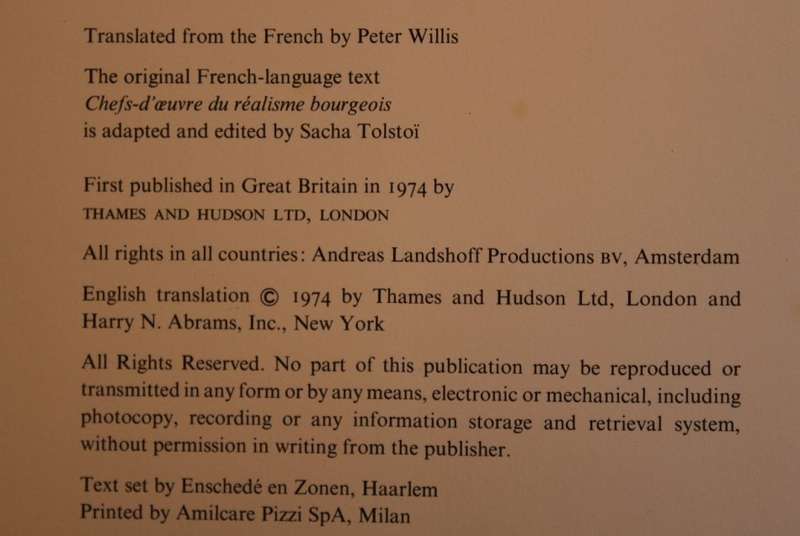 Translated from the French by Peter Willis
The original French-language text
Chefs-d'œuvre du réalisme bourgeois
is adapted and edited by Sacha Tolstoï
First published in Great Britain in 1974 by
THAMES AND HUDSON LTD, LONDON
All rights in all countries: Andreas Landshoff Productions BV, Amsterdam
English translation © 1974 by Thames and Hudson Ltd, London and
Harry N. Abrams, Inc., New York
All Rights Reserved. No part of this publication may be reproduced or
transmitted in any form or by any means, electronic or mechanical, including
photocopy, recording or any information storage and retrieval system,
without permission in writing from the publisher.
Text set by Enschedé en Zonen, Haarlem
Printed by Amilcare Pizzi SpA, Milan